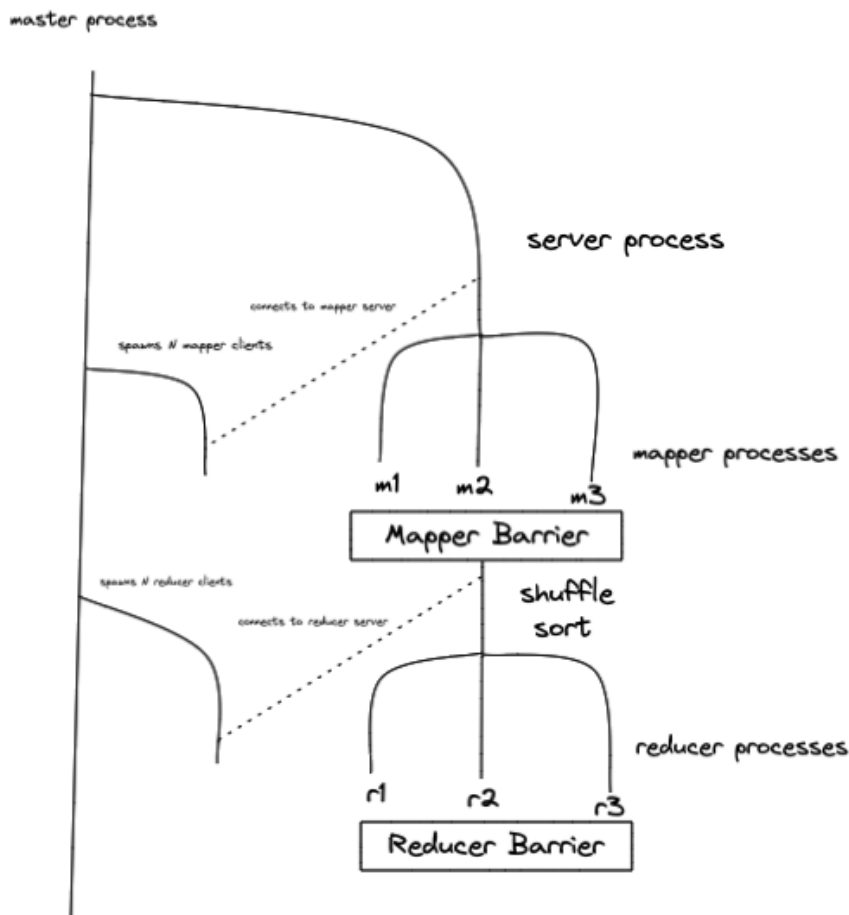 master process
server process
connects to mapper server
spawns N mapper clients
mapper processes
m1
m2
m3
Mapper Barrier
spawns N reducer clients
shuffle
sort
connects to reducer server
reducer processes
r1
r2
r3
Reducer Barrier